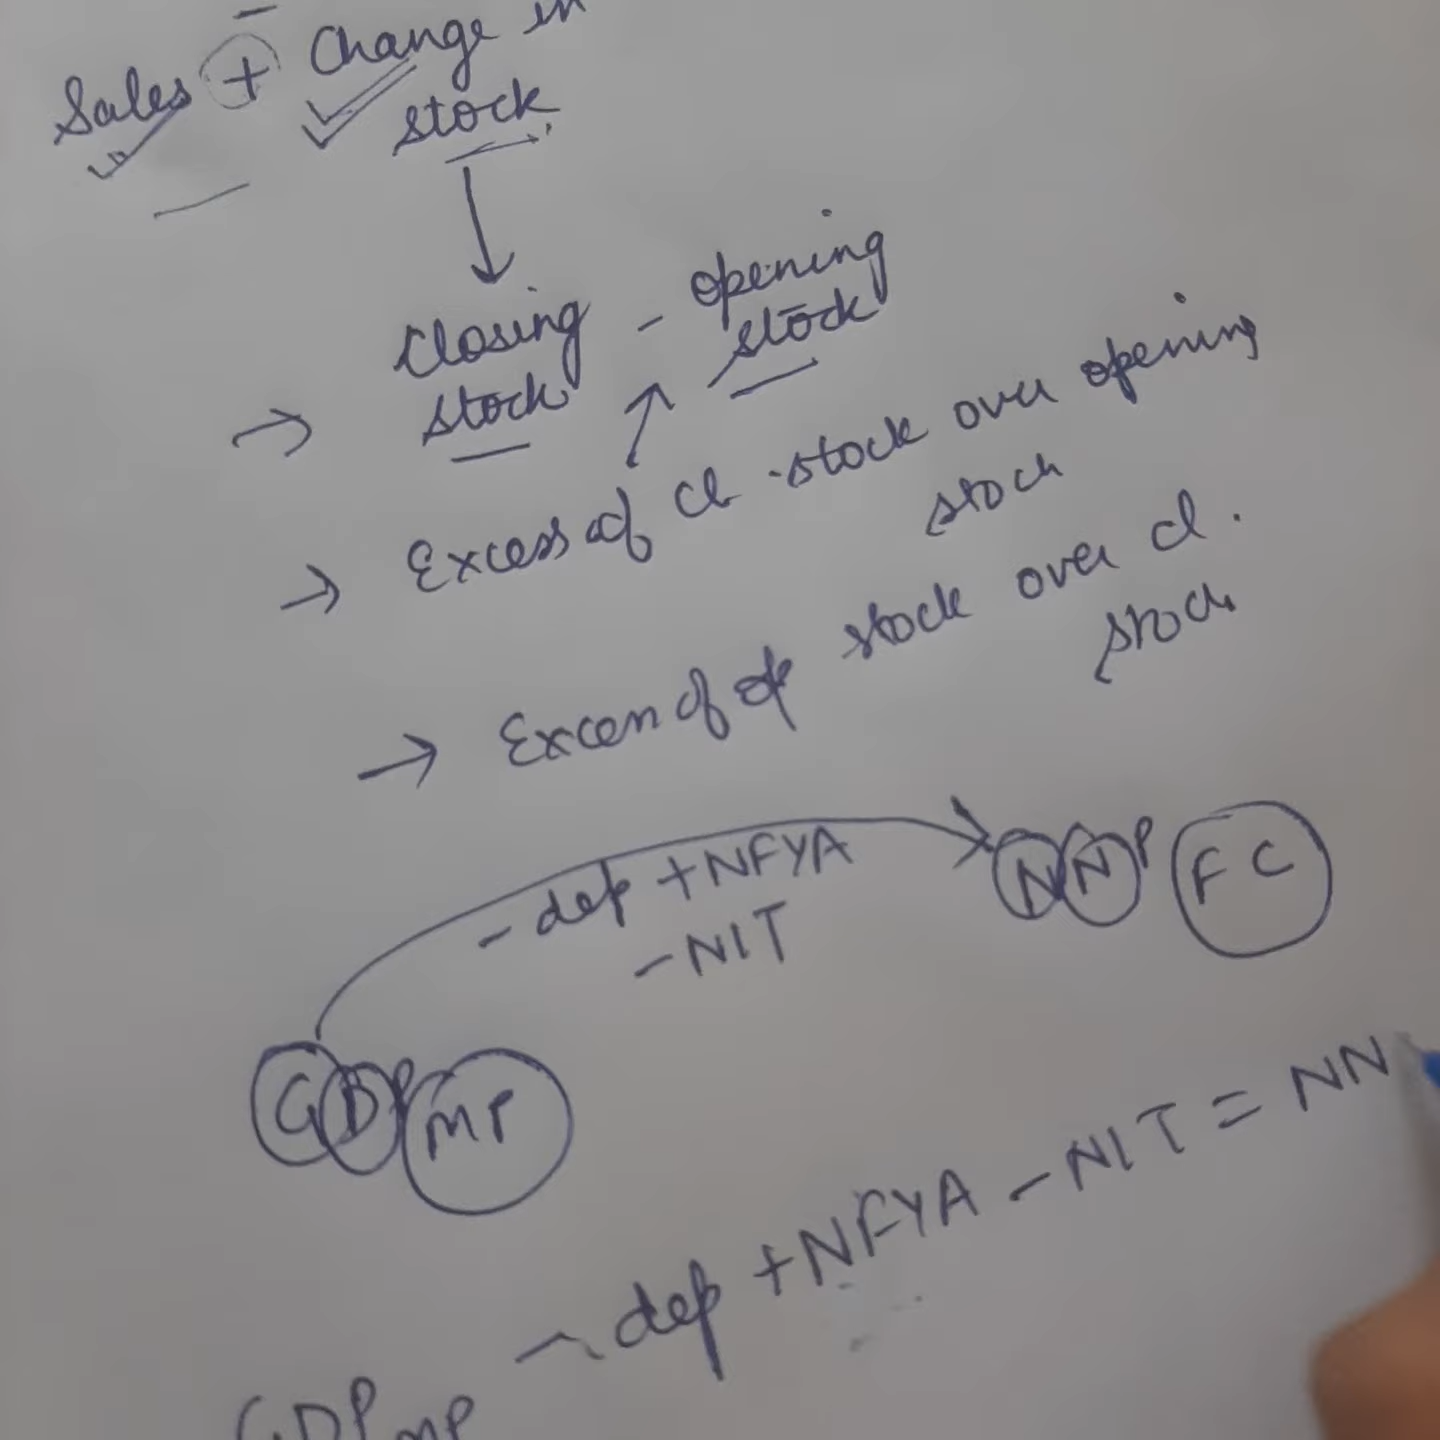 Sales + Change in
stock
Closing - opening
stock stock
→ Excess of cl. stock over opening
stock
→ Excess of op stock over cl.
stock
- dep + NFYA
- NIT
NNP FC
GDP MP
GDP MP - dep + NFYA - NIT = NN